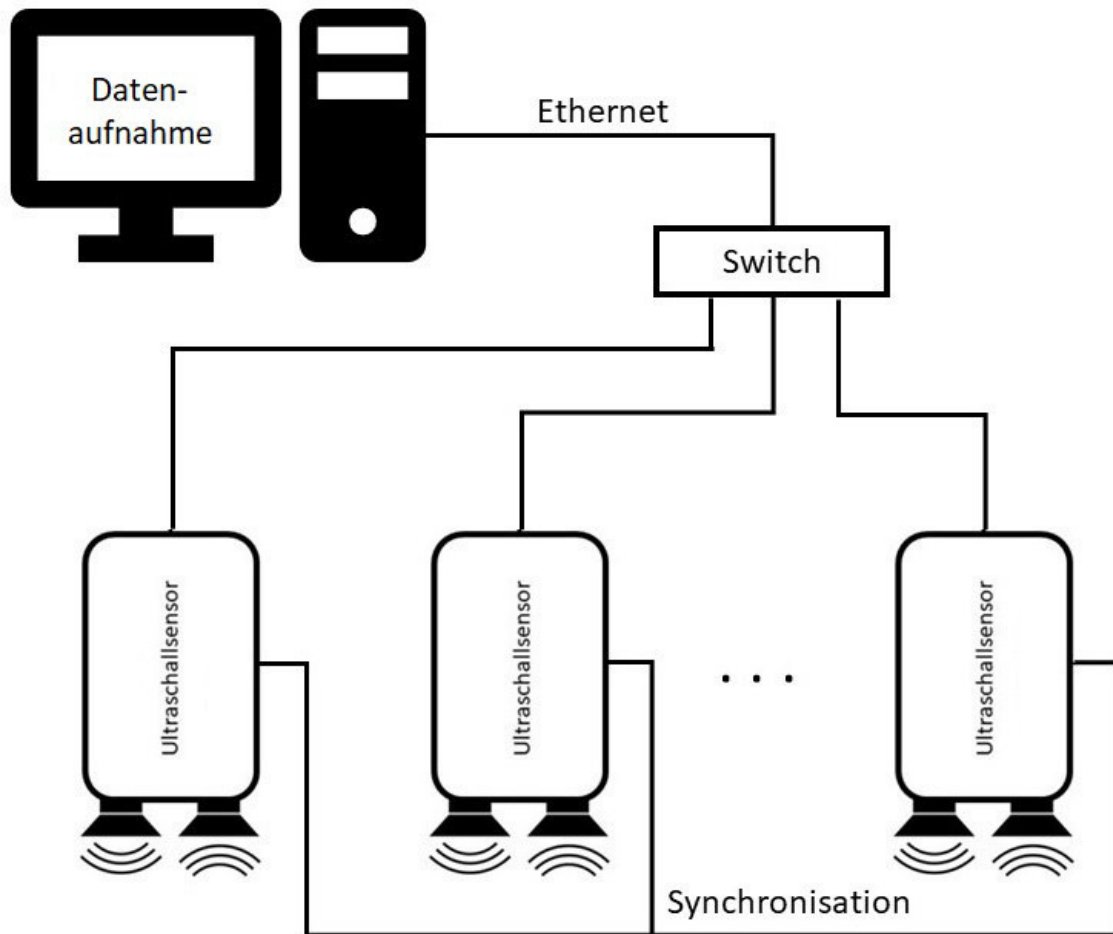 Daten-
aufnahme
Ethernet
Switch
Ultraschallsensor
Ultraschallsensor
. . .
Ultraschallsensor
Synchronisation